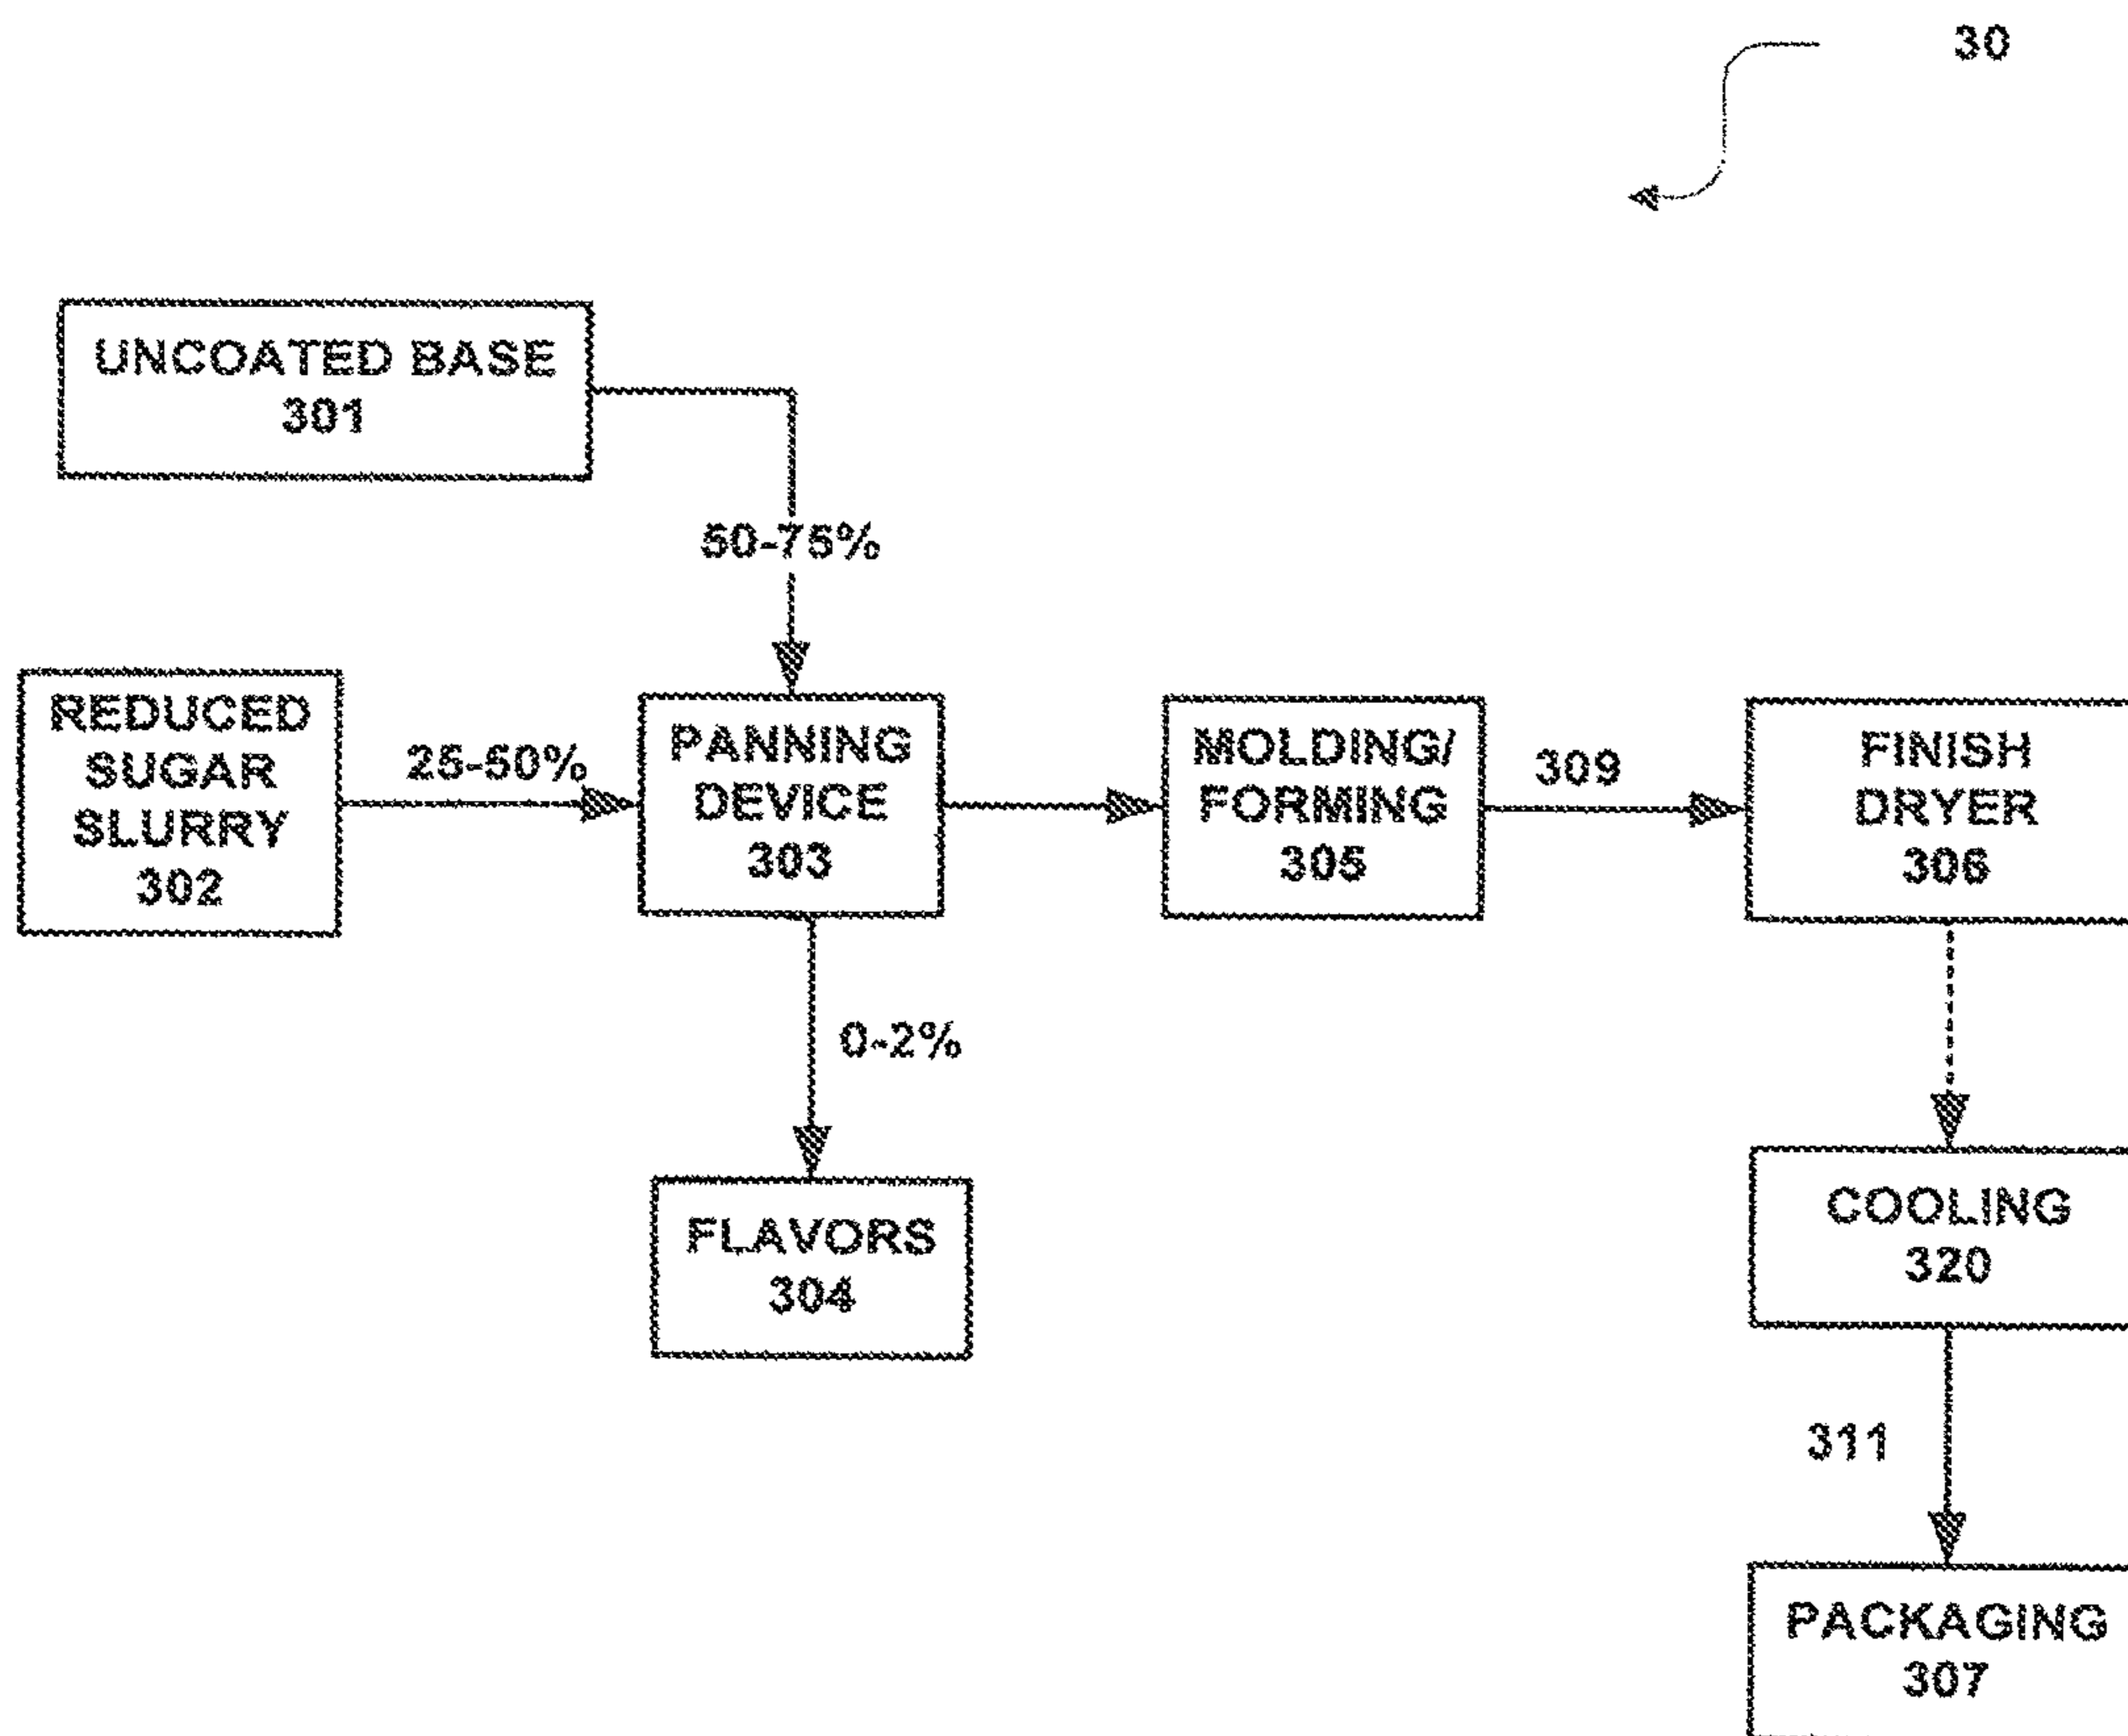 30
UNCOATED BASE
301
50-75%
REDUCED
SUGAR
SLURRY
302
25-50%
PANNING
DEVICE
303
MOLDING/
FORMING
305
309
FINISH
DRYER
306
0-2%
FLAVORS
304
COOLING
320
311
PACKAGING
307